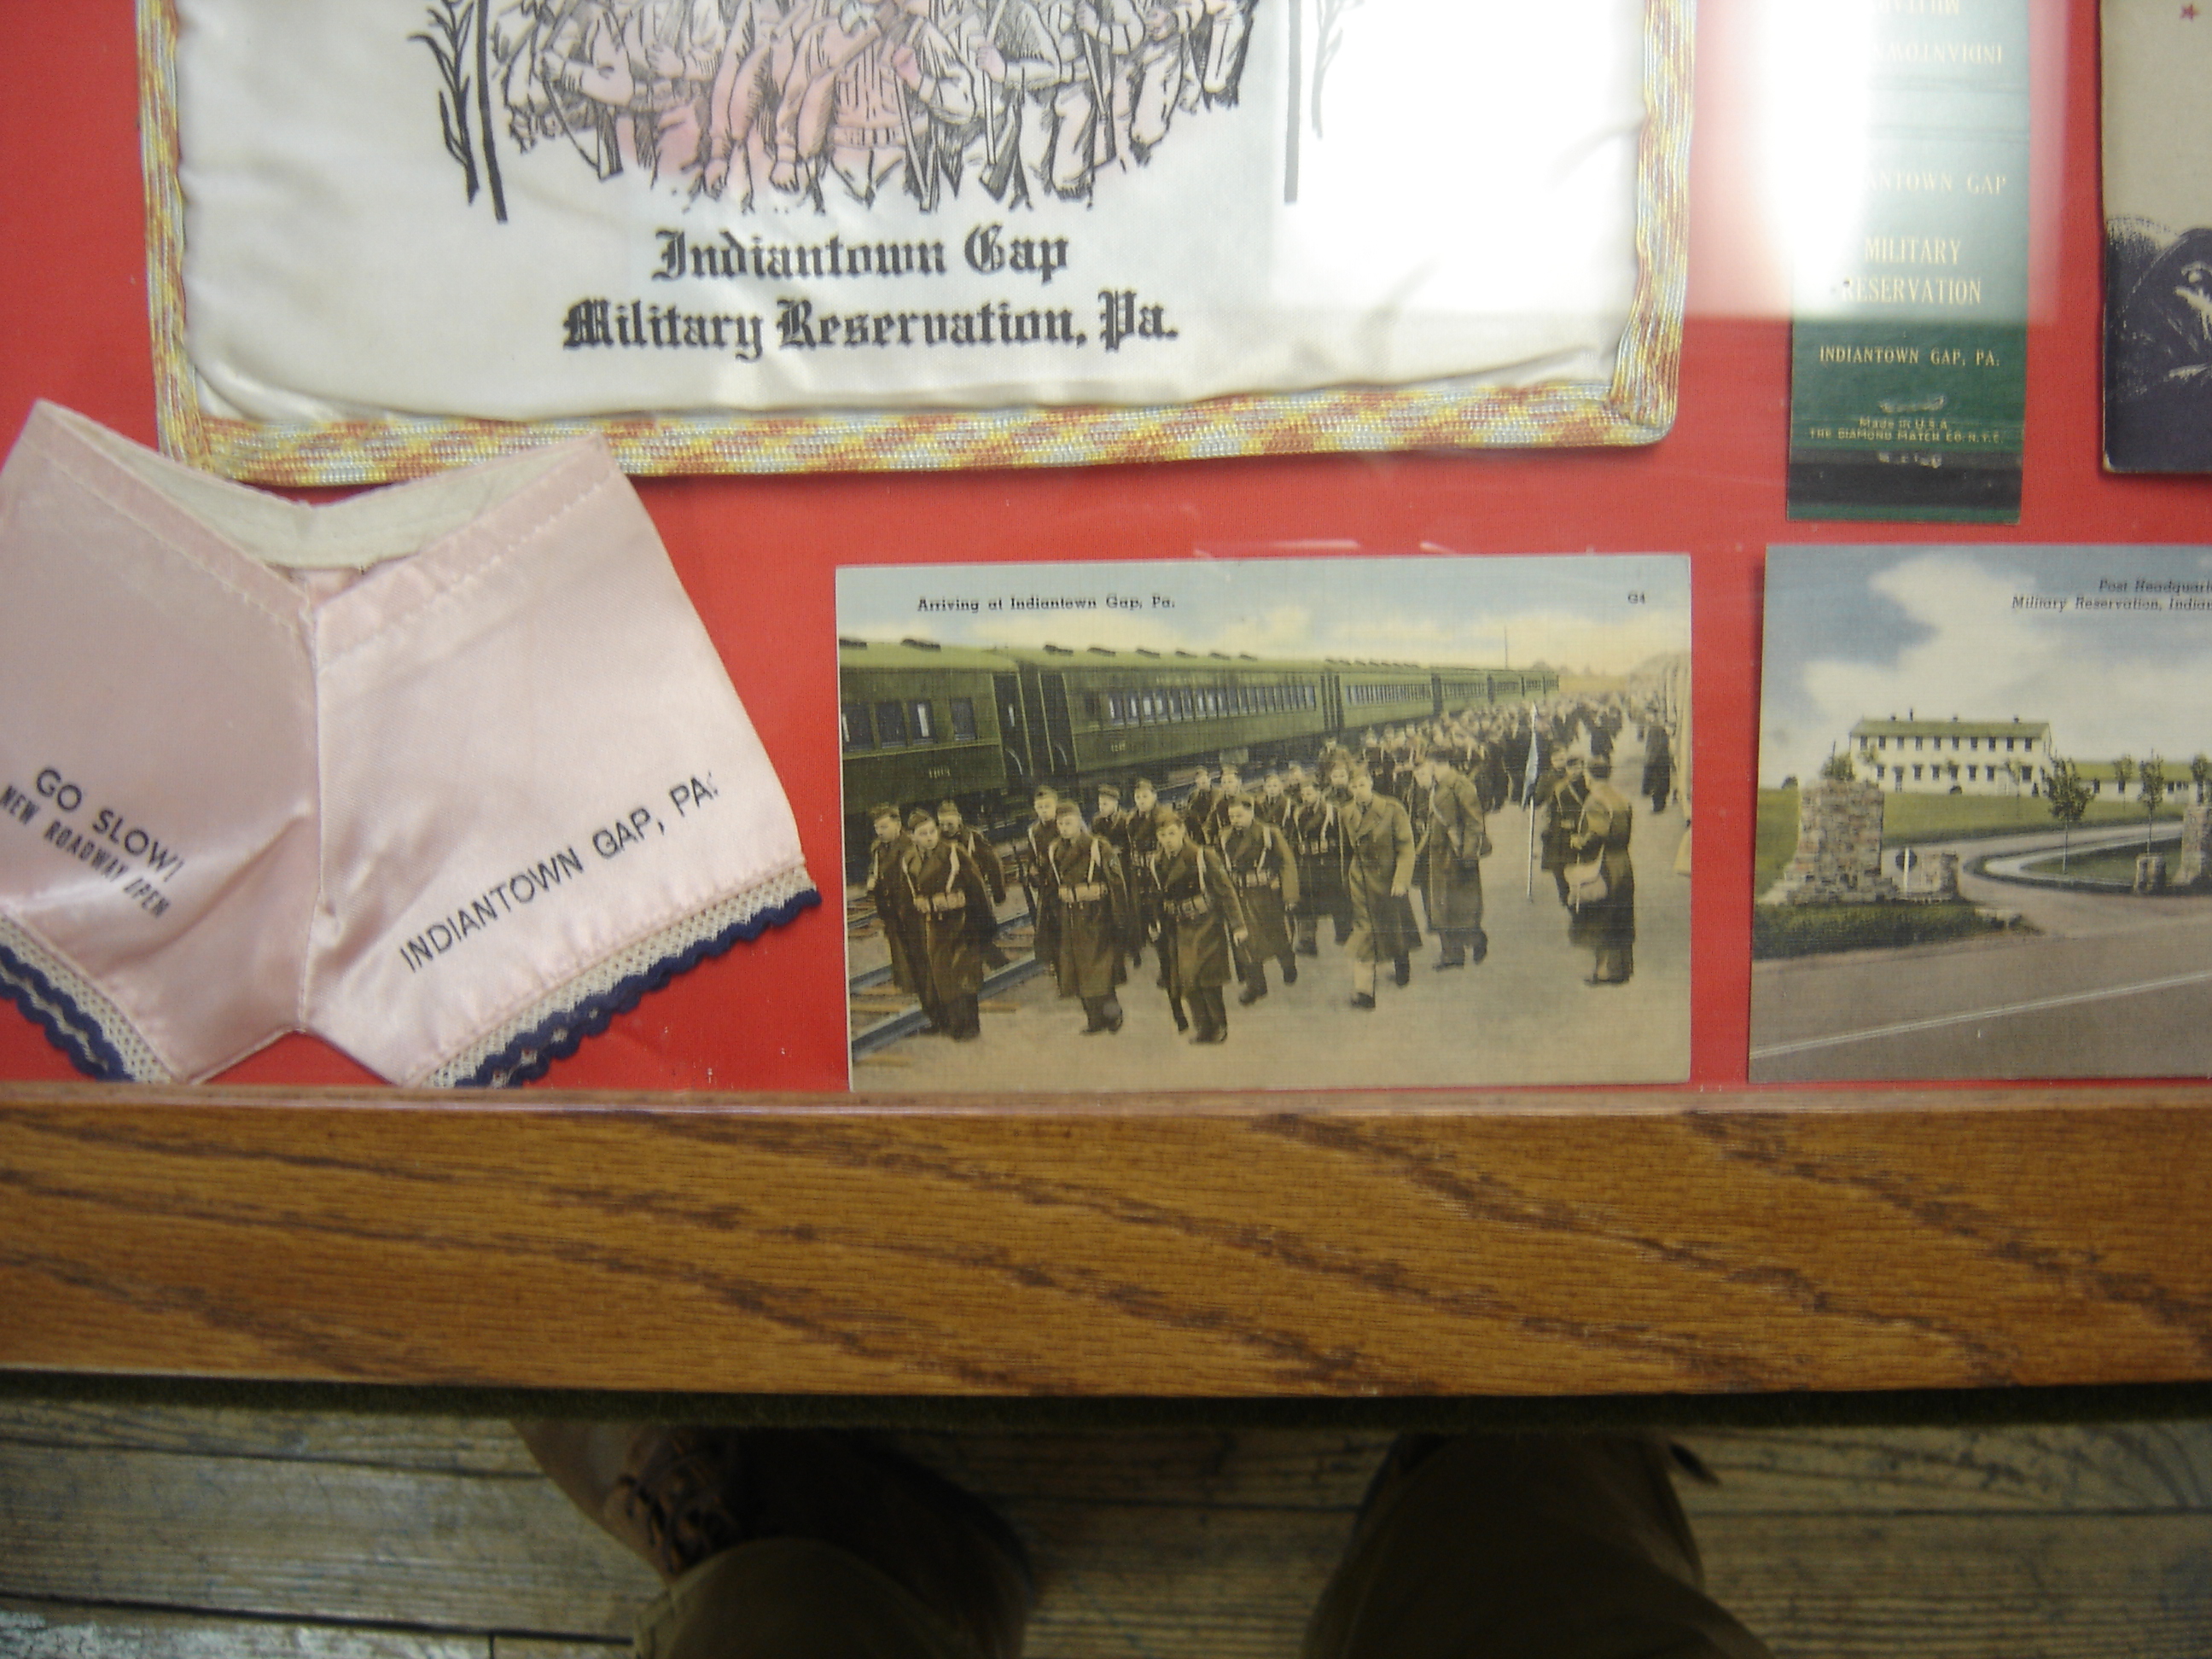 Indiantown Gap
Military Reservation, Pa.
INDIANTOWN
GAP
MILITARY
RESERVATION
INDIANTOWN GAP, PA.
Made in U.S.A
THE DIAMOND MATCH CO. N.Y.C.
GO SLOW!
NEW ROADWAY OPEN
INDIANTOWN GAP, PA.
Arriving at Indiantown Gap, Pa.
G4
Post
Military Reservation,